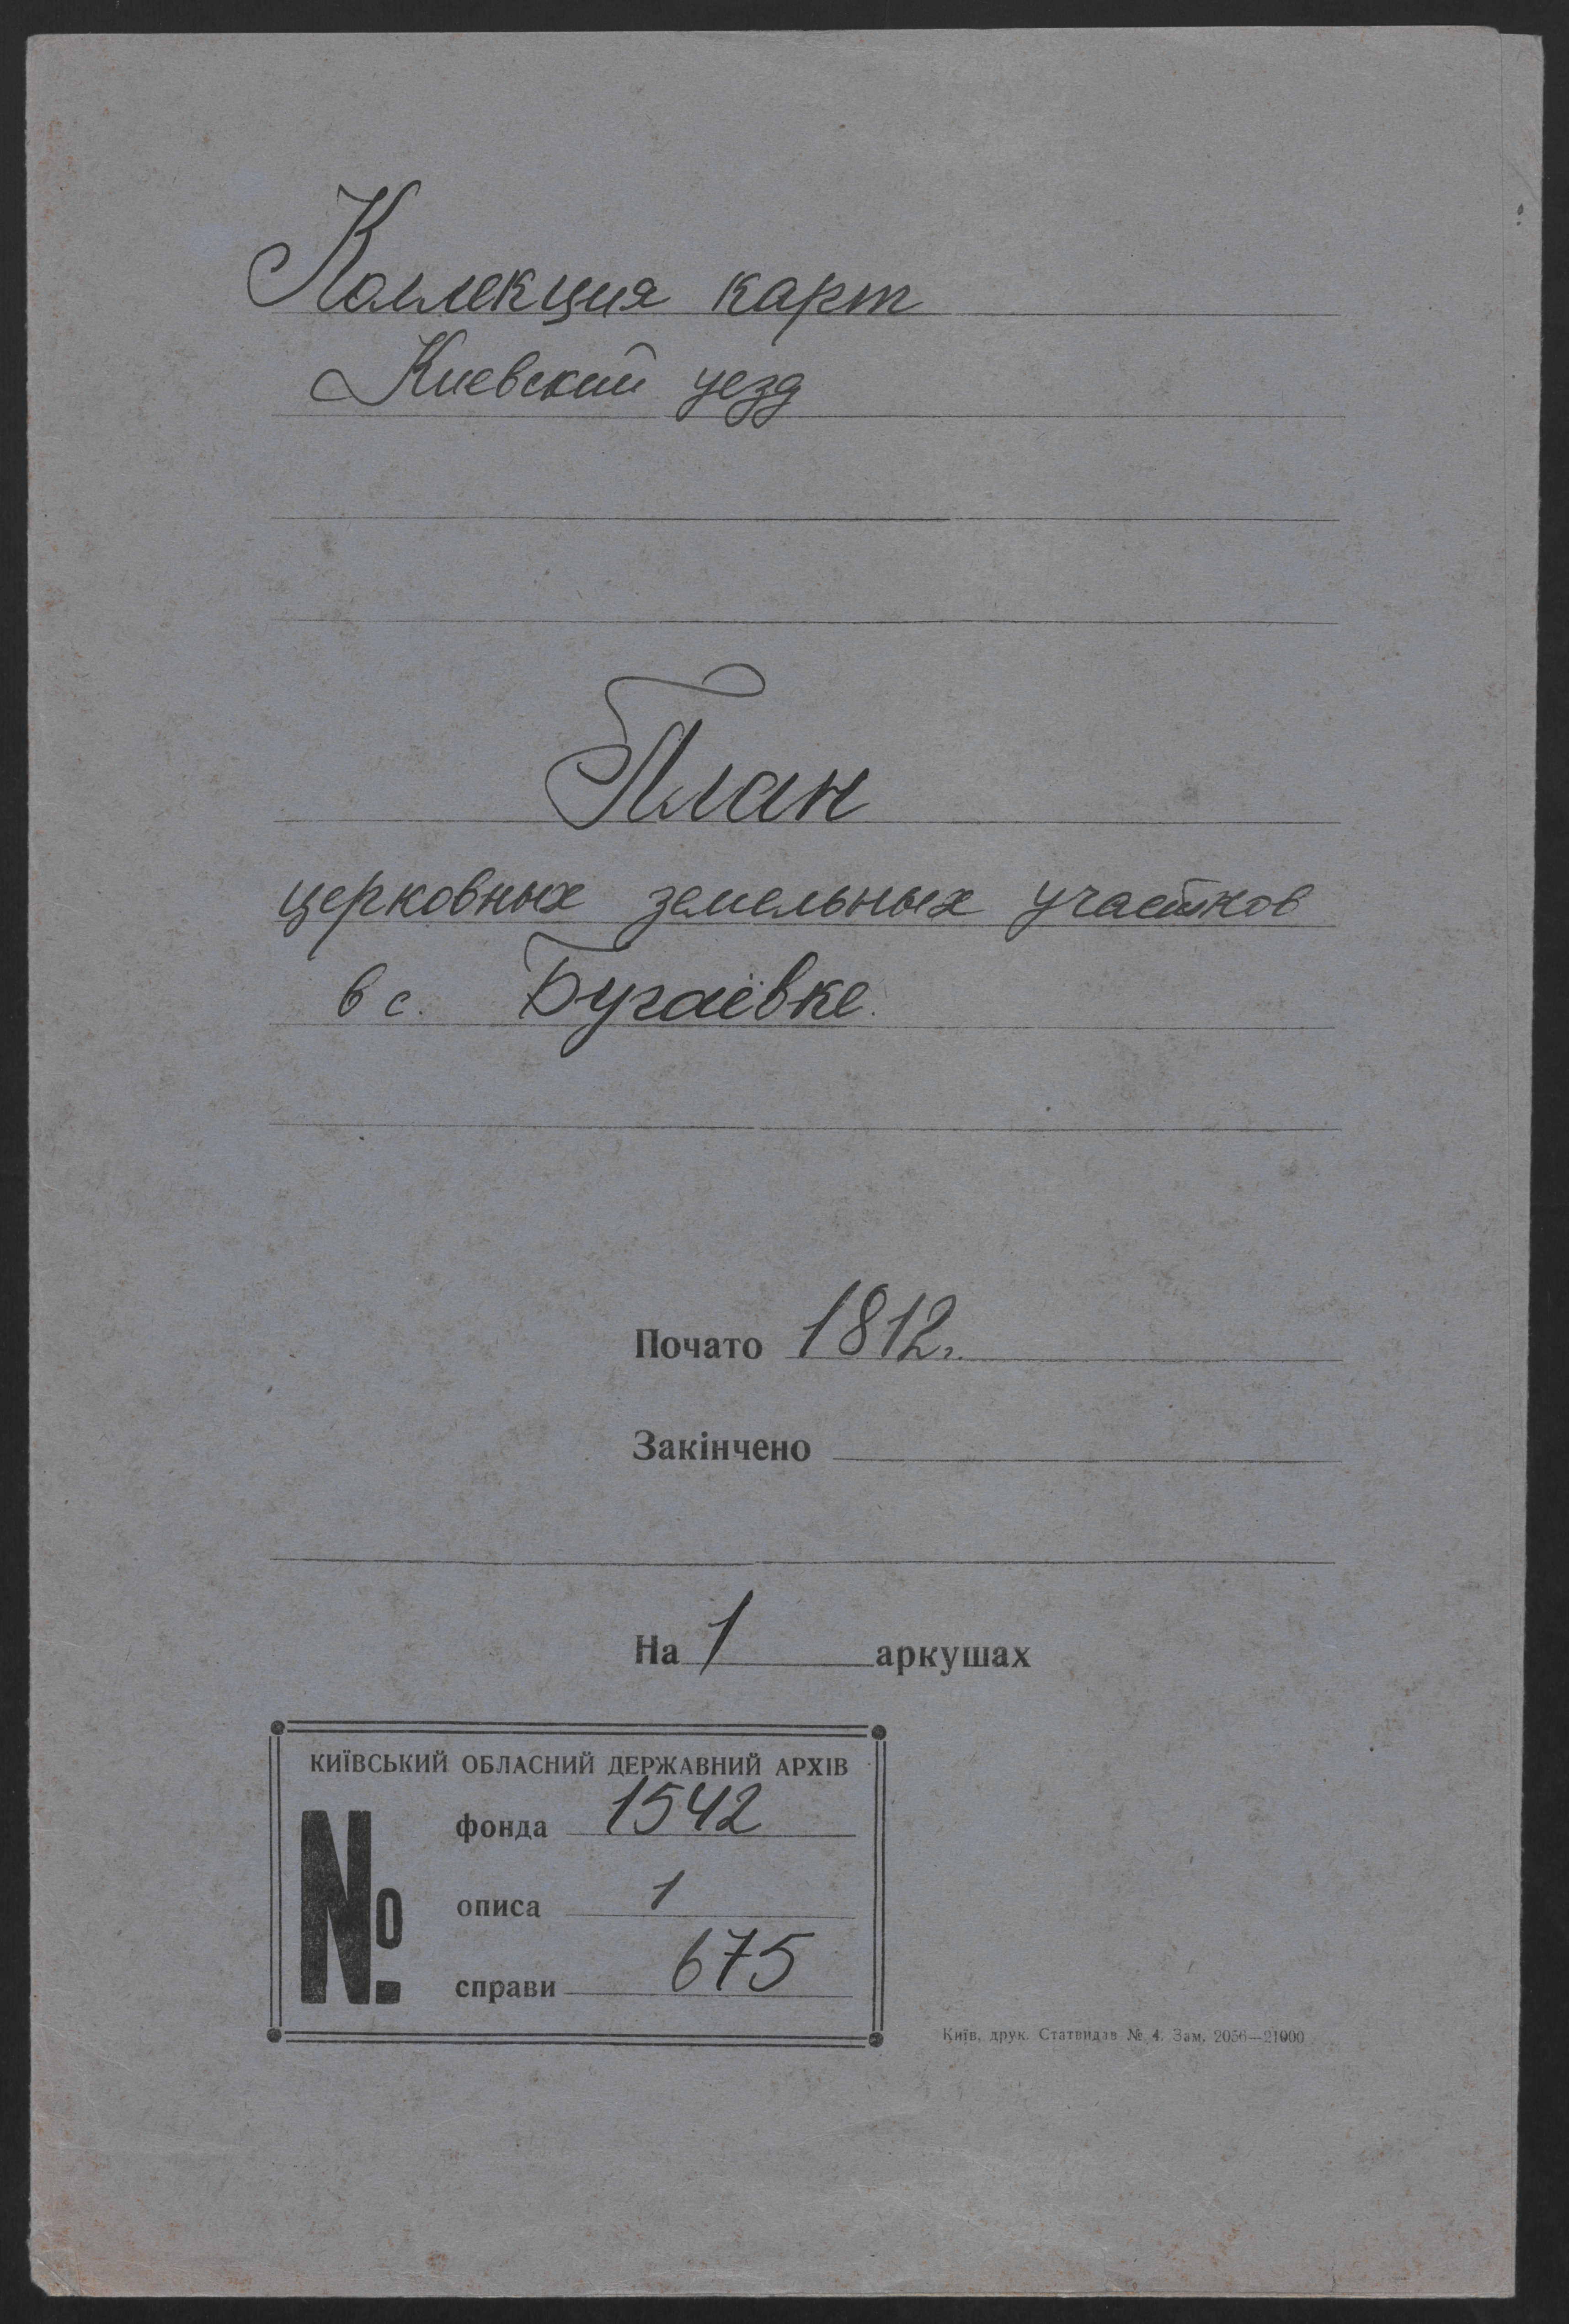 Коллекция карт
Киевский уезд
План
церковных земельных участков
в с. Бугаёвке.
Почато 1812г.
Закінчено
На 1 аркушах
КИЇВСЬКИЙ ОБЛАСНИЙ ДЕРЖАВНИЙ АРХІВ
№
фонда 1542
описа 1
справи 675
Київ, друк. Статвидав № 4. Зам. 2056—21000